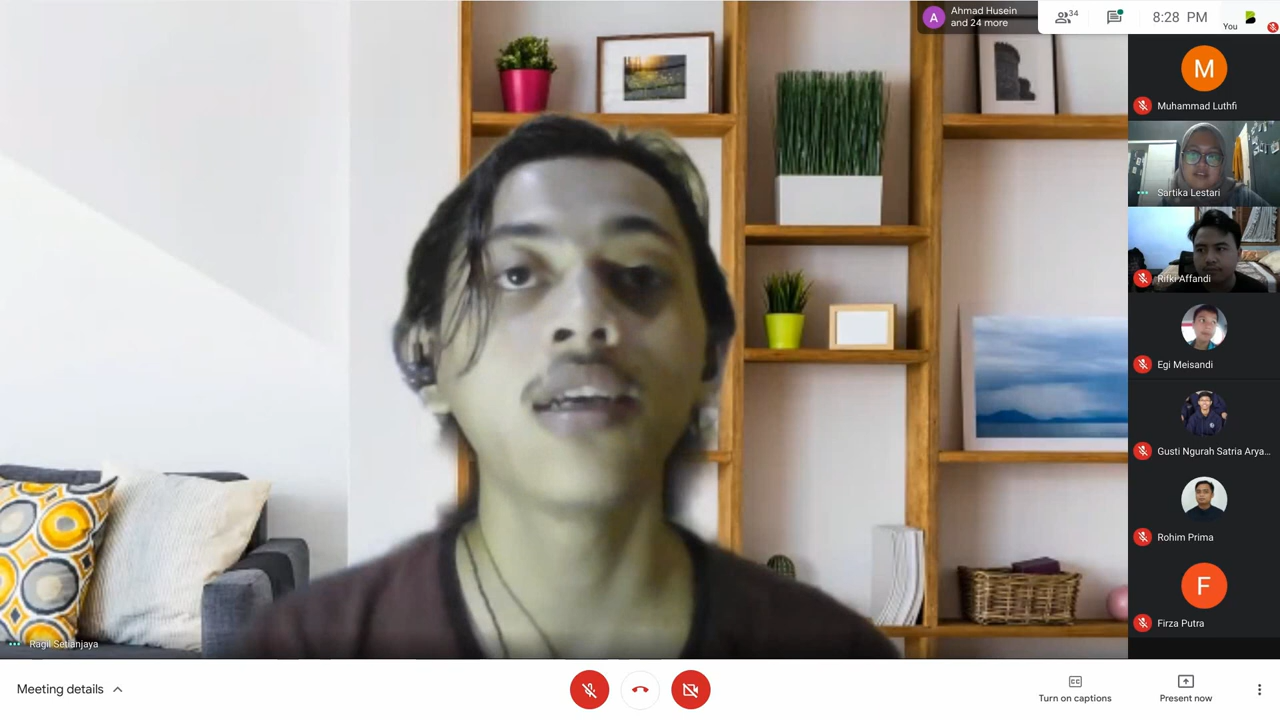 A
Ahmad Husein
and 24 more
34
8:28 PM
You
M
Muhammad Luthfi
Sartika Lestari
Rifki Affandi
Egi Meisandi
Gusti Ngurah Satria Arya...
Rohim Prima
F
Firza Putra
Ragil Setianjaya
Meeting details
CC
Turn on captions
Present now